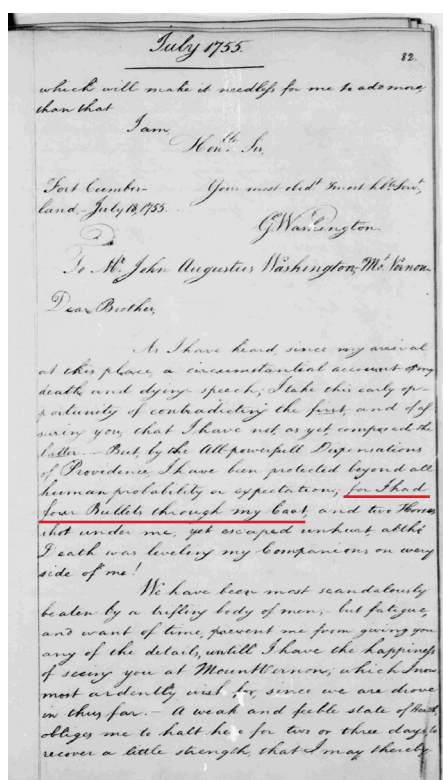 July 1755.
82.
which will make it needless for me to add more,
than that
I am,
Hon.ble Sir,
Fort Cumber- Your most obed.t & most hble Serv.t
land, July 18, 1755.
G. Washington
To Mr. John Augustus Washington, Mo.t Vernon.
Dear Brother,
As I have heard, since my arrival
at this place, a circumstantial account of my
death and dying speech, I take this early op-
portunity of contradicting the first, and of as-
suring you, that I have not, as yet composed the
latter. — But, by the All-powerfull Dispensations
of Providence, I have been protected beyond all
human probability or expectation; for I had
four Bullets through my Coat, and two Horses
shot under me, yet escaped unhurt, altho'
Death was leveling my Companions on every
side of me!
We have been most scandalously
beaten by a trifling body of men; but fatigue,
and want of time, prevent me from giving you
any of the details, untill I have the happiness
of seeing you at Mount Vernon; which I now
most ardently wish for, since we are drove
in thus far. — A weak and feeble state of Health,
obliges me to halt here for two or three days, to
recover a little strength, that I may thereby